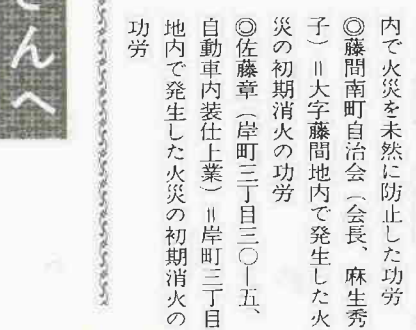 内で火災を未然に防止した功労
◎藤間南町自治会（会長、麻生秀
子）＝大字藤間地内で発生した火
災の初期消火の功労
◎佐藤章（岸町三丁目三〇ー五、
自動車内装仕上業）＝岸町三丁目
地内で発生した火災の初期消火の
功労
さんへ